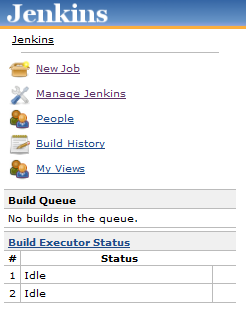 Jenkins
Jenkins
New Job
Manage Jenkins
People
Build History
My Views
Build Queue
No builds in the queue.
Build Executor Status
# Status
1 Idle
2 Idle